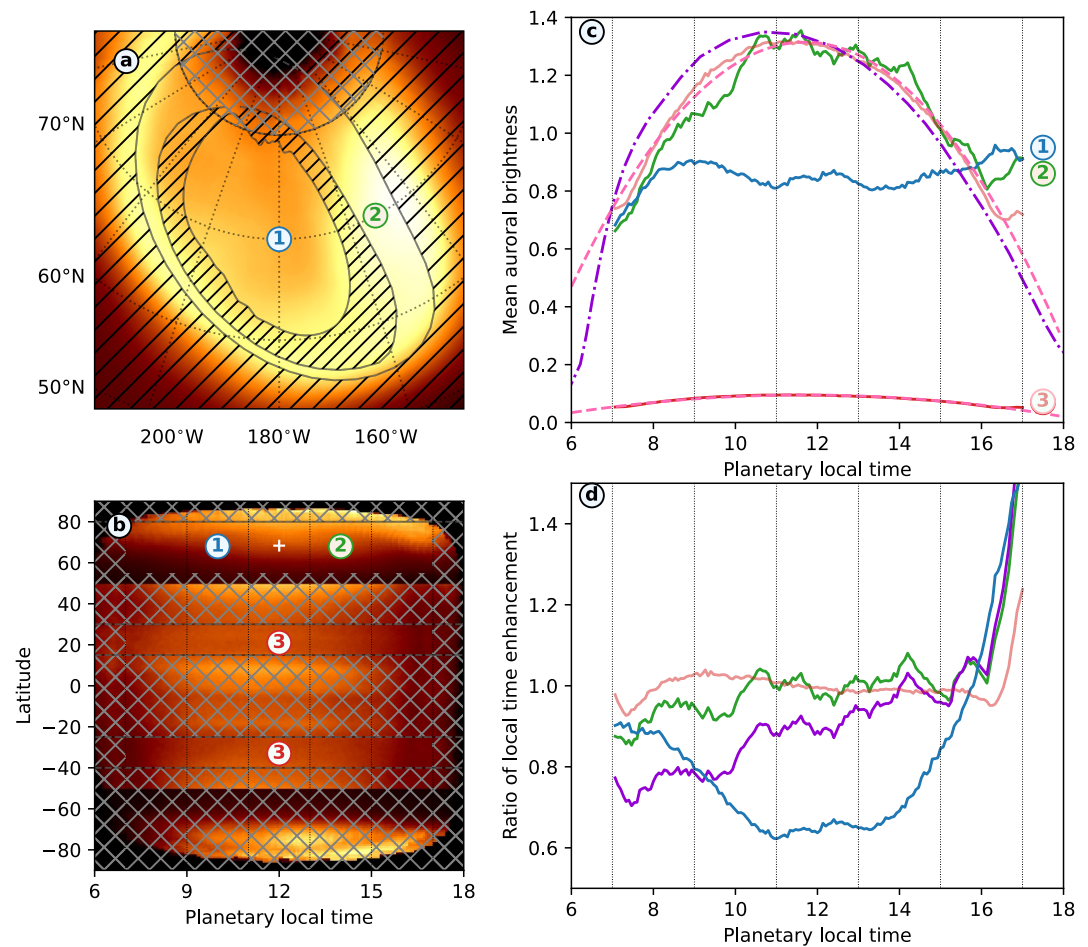 a
70°N
60°N
50°N
200°W 180°W 160°W
1
2
b
Latitude
80
60
40
20
0
−20
−40
−60
−80
6 9 12 15 18
Planetary local time
1
2
3
3
c
Mean auroral brightness
1.4
1.2
1.0
0.8
0.6
0.4
0.2
0.0
6 8 10 12 14 16 18
Planetary local time
1
2
3
d
Ratio of local time enhancement
1.4
1.2
1.0
0.8
0.6
6 8 10 12 14 16 18
Planetary local time